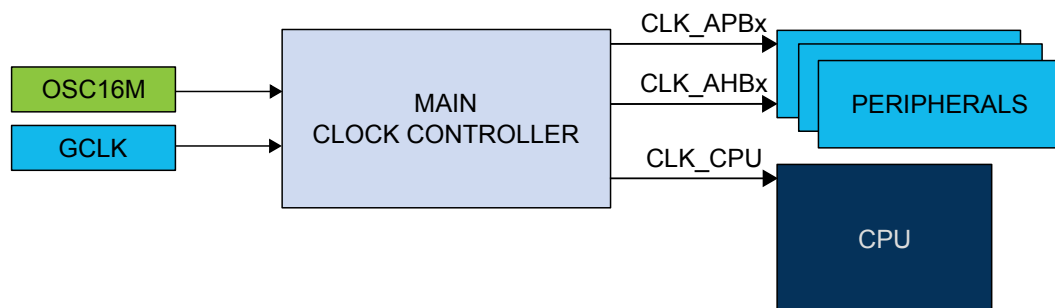 CLK_APBx
OSC16M
CLK_AHBx
MAIN
CLOCK CONTROLLER
PERIPHERALS
GCLK
CLK_CPU
CPU